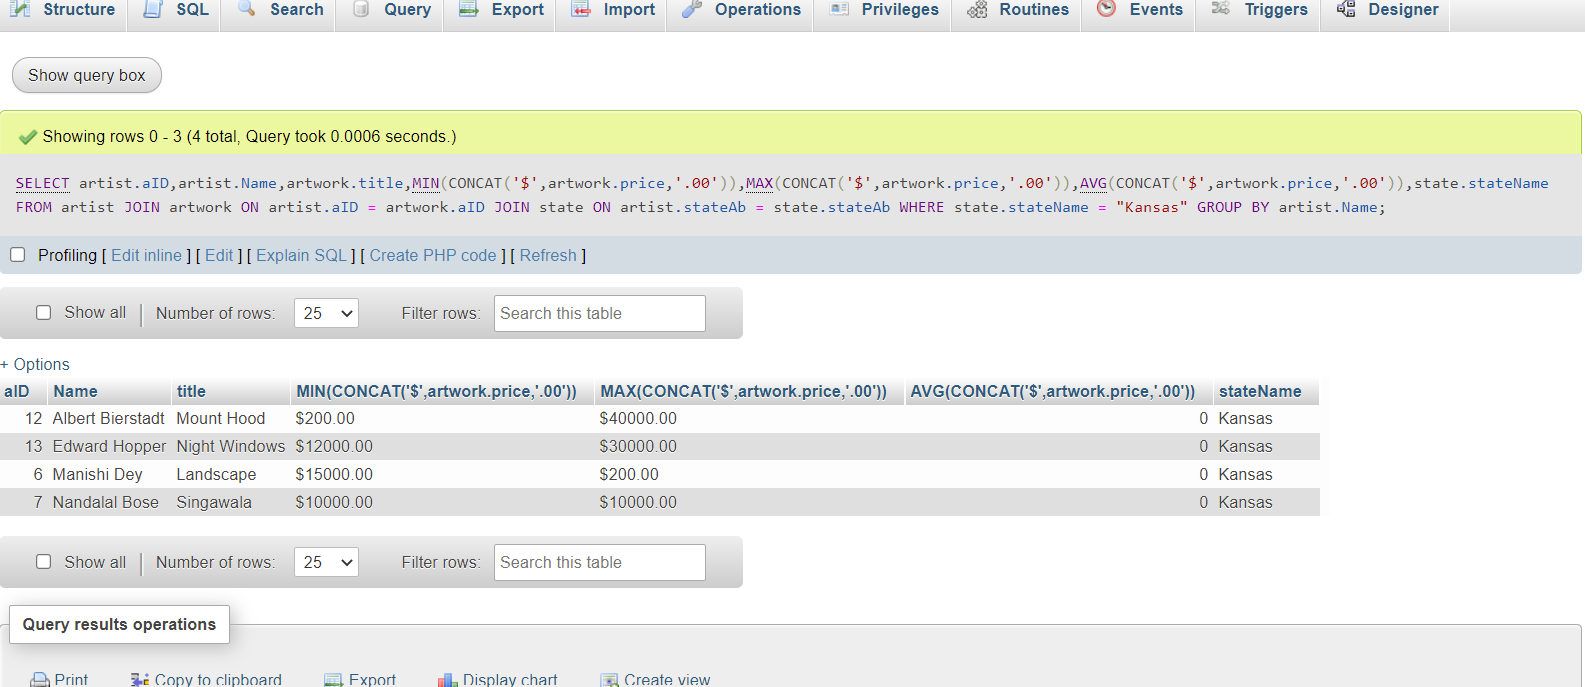 Structure SQL Search Query Export Import Operations Privileges Routines Events Triggers Designer
Show query box
Showing rows 0 - 3 (4 total, Query took 0.0006 seconds.)
SELECT artist.aID,artist.Name,artwork.title,MIN(CONCAT('$',artwork.price,'.00')),MAX(CONCAT('$',artwork.price,'.00')),AVG(CONCAT('$',artwork.price,'.00')),state.stateName
FROM artist JOIN artwork ON artist.aID = artwork.aID JOIN state ON artist.stateAb = state.stateAb WHERE state.stateName = "Kansas" GROUP BY artist.Name;
Profiling [ Edit inline ] [ Edit ] [ Explain SQL ] [ Create PHP code ] [ Refresh ]
Show all Number of rows: 25 Filter rows: Search this table
+ Options
aID Name title MIN(CONCAT('$',artwork.price,'.00')) MAX(CONCAT('$',artwork.price,'.00')) AVG(CONCAT('$',artwork.price,'.00')) stateName
12 Albert Bierstadt Mount Hood $200.00 $40000.00 0 Kansas
13 Edward Hopper Night Windows $12000.00 $30000.00 0 Kansas
6 Manishi Dey Landscape $15000.00 $200.00 0 Kansas
7 Nandalal Bose Singawala $10000.00 $10000.00 0 Kansas
Show all Number of rows: 25 Filter rows: Search this table
Query results operations
Print Copy to clipboard Export Display chart Create view